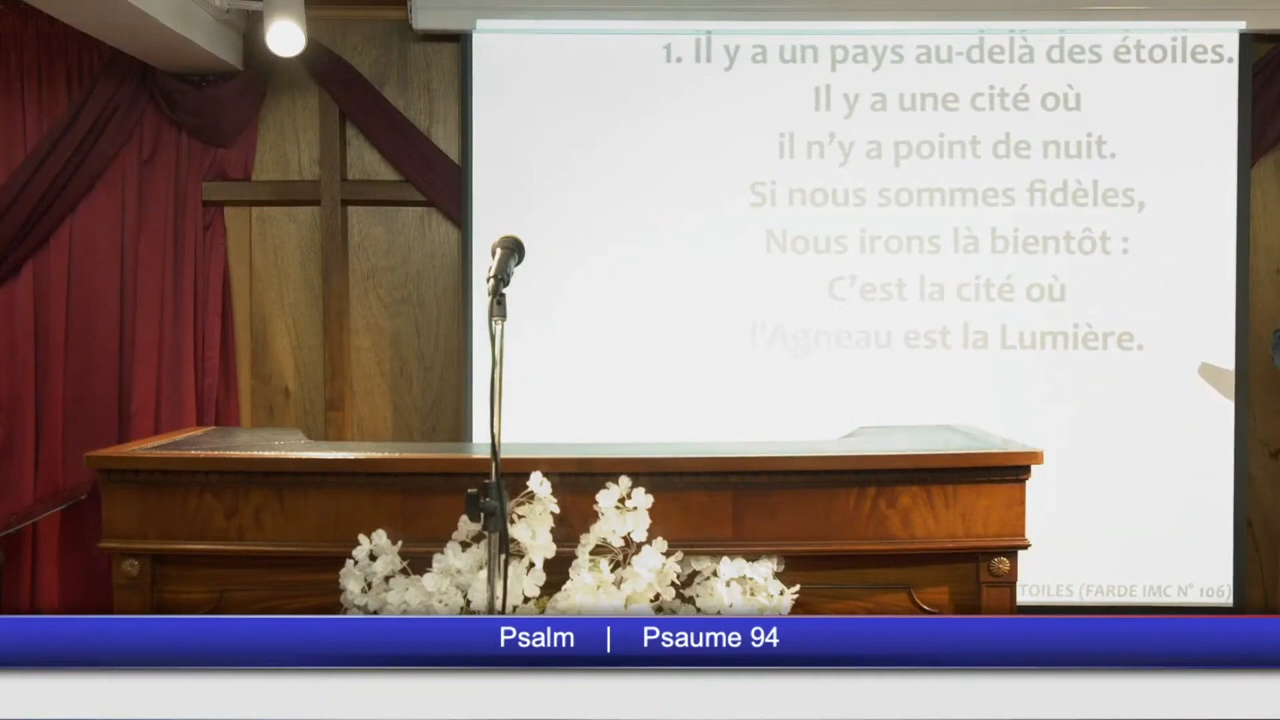 1. Il y a un pays au-delà des étoiles.
Il y a une cité où
il n’y a point de nuit.
Si nous sommes fidèles,
Nous irons là bientôt :
C’est la cité où
l’Agneau est la Lumière.
TOILES (FARDE IMC N° 106)
Psalm | Psaume 94